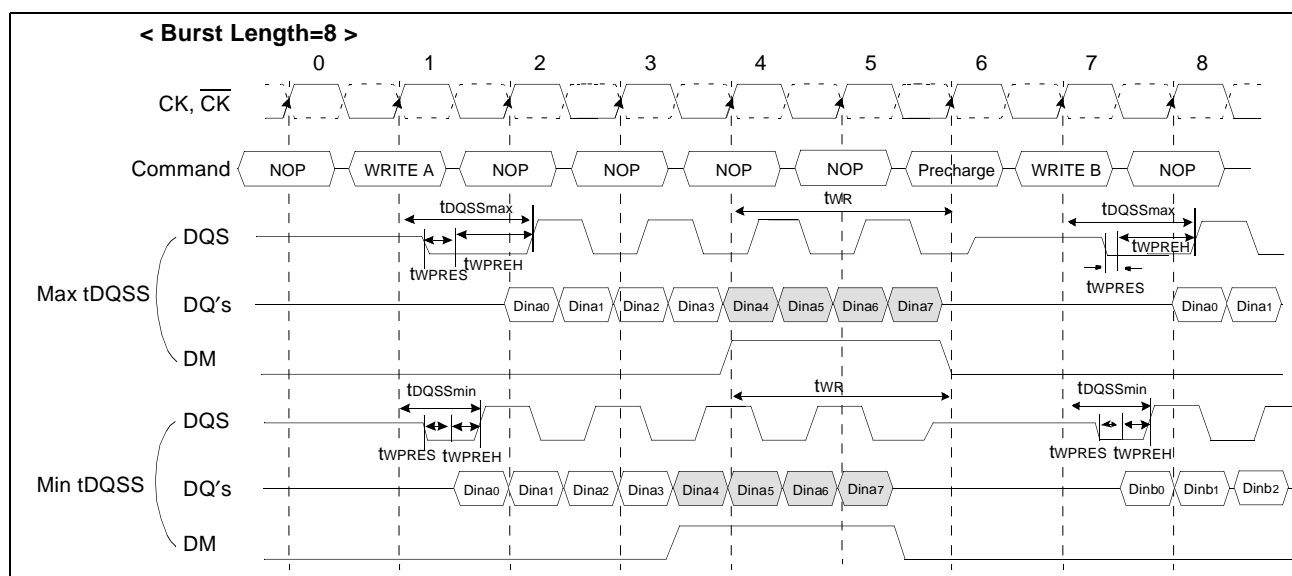 < Burst Length=8 >
0 1 2 3 4 5 6 7 8
CK, CK
Command NOP WRITE A NOP NOP NOP NOP Precharge WRITE B NOP
tDQSSmax tWR tDQSSmax
DQS
tWPREH tWPREH
tWPRES tWPRES
Max tDQSS
DQ's Dina0 Dina1 Dina2 Dina3 Dina4 Dina5 Dina6 Dina7 Dina0 Dina1
DM
tDQSSmin tWR tDQSSmin
DQS
tWPRES tWPREH tWPRES tWPREH
Min tDQSS
DQ's Dina0 Dina1 Dina2 Dina3 Dina4 Dina5 Dina6 Dina7 Dinb0 Dinb1 Dinb2
DM